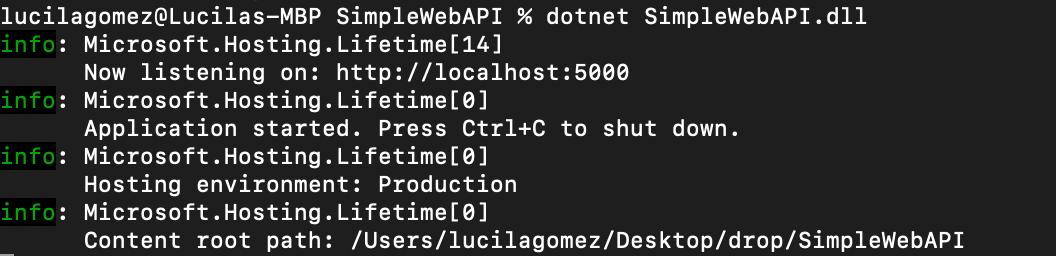 lucilagomez@Lucilas-MBP SimpleWebAPI % dotnet SimpleWebAPI.dll
info: Microsoft.Hosting.Lifetime[14]
      Now listening on: http://localhost:5000
info: Microsoft.Hosting.Lifetime[0]
      Application started. Press Ctrl+C to shut down.
info: Microsoft.Hosting.Lifetime[0]
      Hosting environment: Production
info: Microsoft.Hosting.Lifetime[0]
      Content root path: /Users/lucilagomez/Desktop/drop/SimpleWebAPI